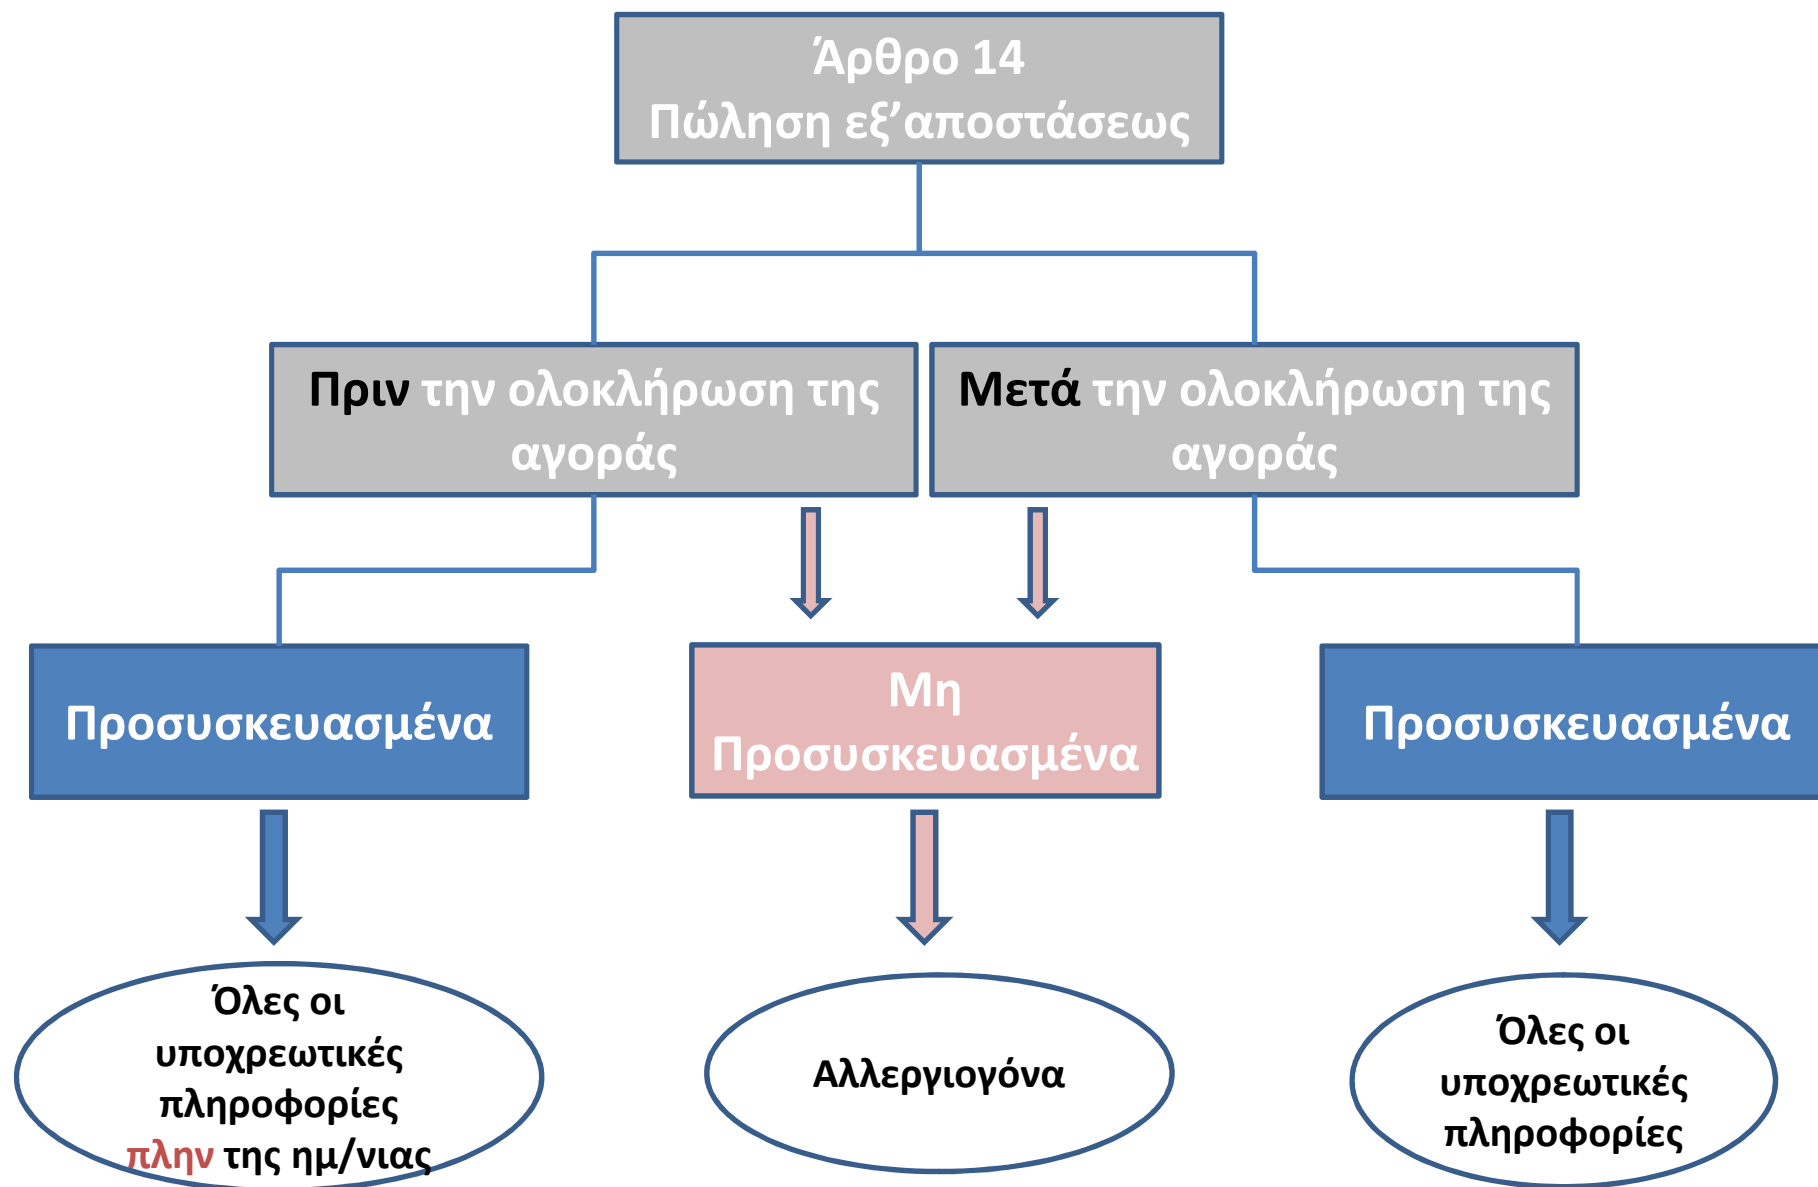 Άρθρο 14
Πώληση εξ’αποστάσεως
Πριν την ολοκλήρωση της
αγοράς
Μετά την ολοκλήρωση της
αγοράς
Προσυσκευασμένα
Μη
Προσυσκευασμένα
Προσυσκευασμένα
Όλες οι
υποχρεωτικές
πληροφορίες
πλην της ημ/νιας
Αλλεργιογόνα
Όλες οι
υποχρεωτικές
πληροφορίες